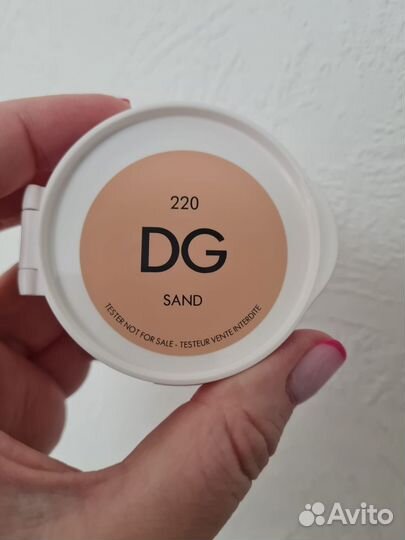 220
DG
SAND
TESTER NOT FOR SALE - TESTEUR VENTE INTERDITE
Avito